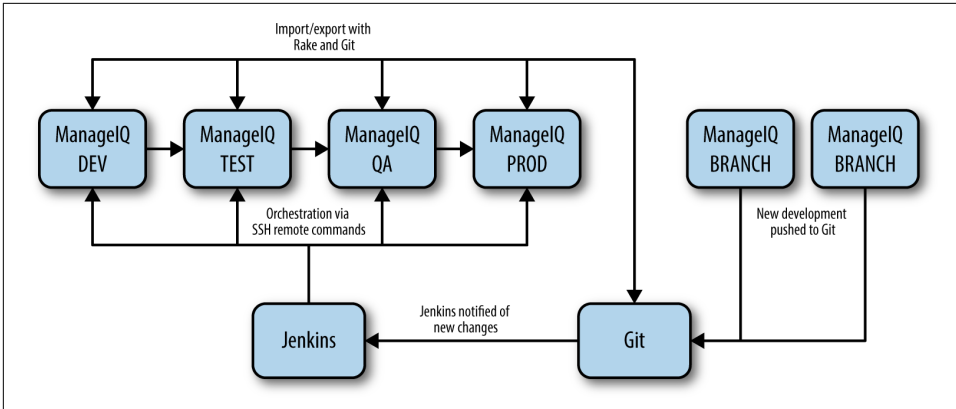 Import/export with
Rake and Git
ManageIQ
DEV
ManageIQ
TEST
ManageIQ
QA
ManageIQ
PROD
ManageIQ
BRANCH
ManageIQ
BRANCH
Orchestration via
SSH remote commands
New development
pushed to Git
Jenkins
Jenkins notified of
new changes
Git